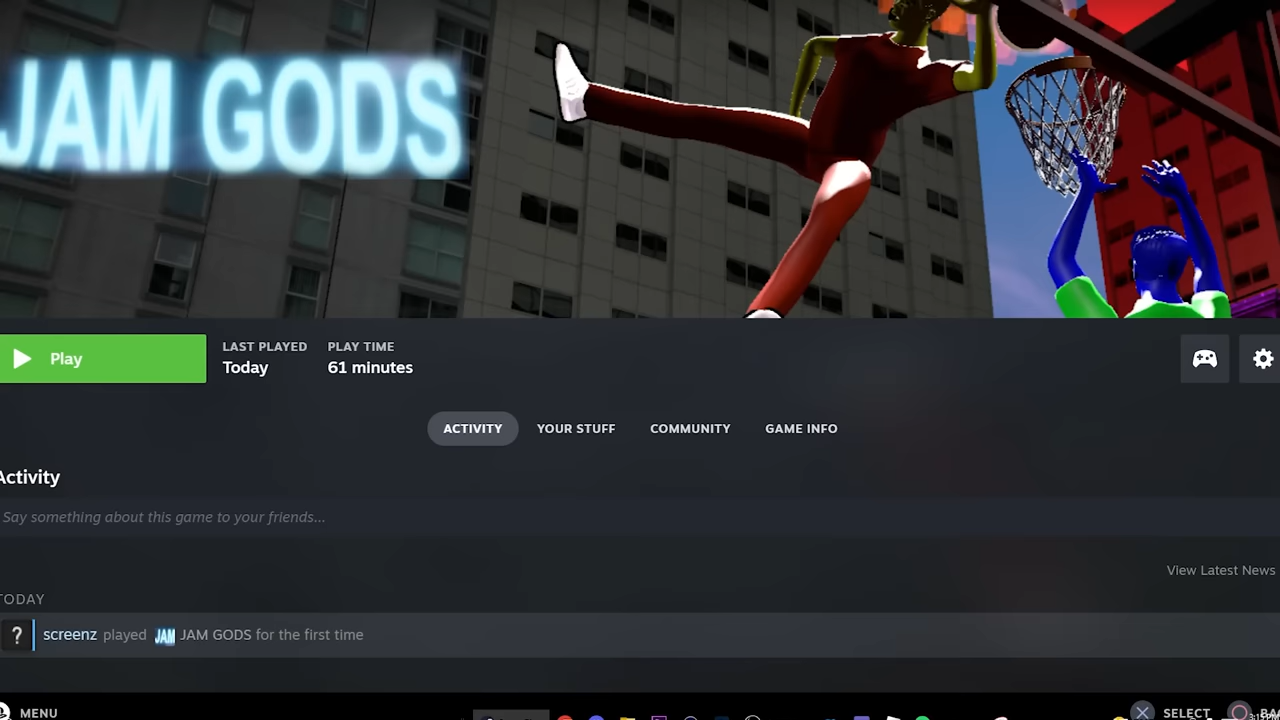 JAM GODS
Play
LAST PLAYED
Today
PLAY TIME
61 minutes
ACTIVITY
YOUR STUFF
COMMUNITY
GAME INFO
Activity
Say something about this game to your friends...
View Latest News
TODAY
? screenz played JAM JAM GODS for the first time
MENU
SELECT